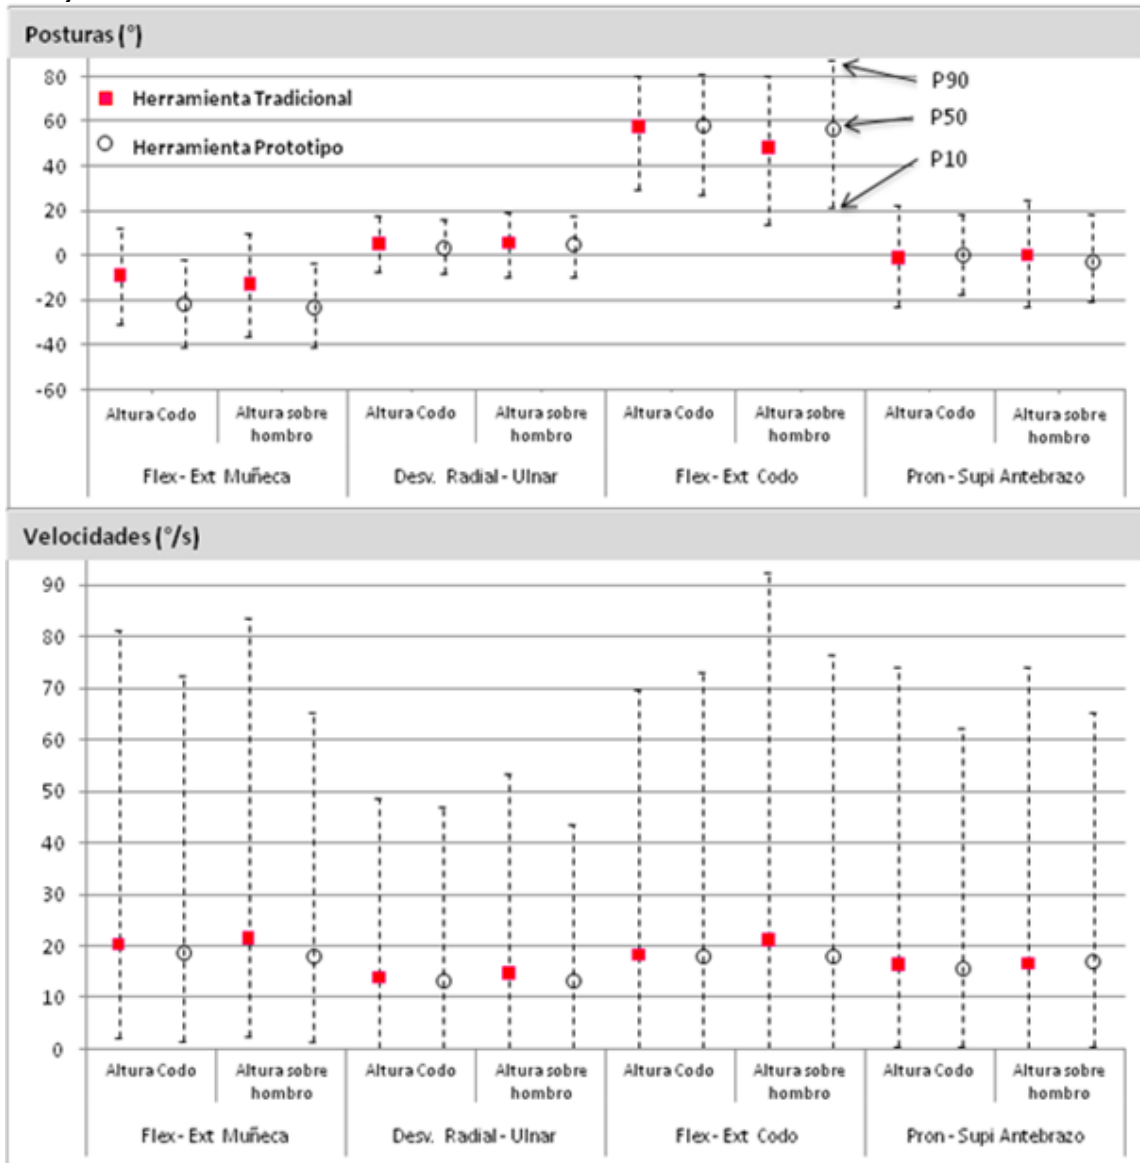 Posturas (°)
80
60
40
20
0
-20
-40
-60
Herramienta Tradicional
Herramienta Prototipo
P90
P50
P10
Altura Codo
Altura sobre
hombro
Altura Codo
Altura sobre
hombro
Altura Codo
Altura sobre
hombro
Altura Codo
Altura sobre
hombro
Flex- Ext Muñeca
Desv. Radial - Ulnar
Flex- Ext Codo
Pron - Supi Antebrazo
Velocidades (°/s)
90
80
70
60
50
40
30
20
10
0
Altura Codo
Altura sobre
hombro
Altura Codo
Altura sobre
hombro
Altura Codo
Altura sobre
hombro
Altura Codo
Altura sobre
hombro
Flex- Ext Muñeca
Desv. Radial - Ulnar
Flex- Ext Codo
Pron - Supi Antebrazo